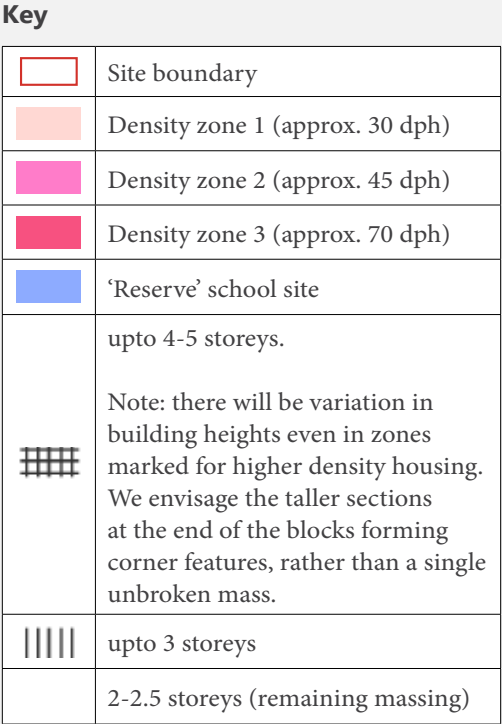 Key
Site boundary
Density zone 1 (approx. 30 dph)
Density zone 2 (approx. 45 dph)
Density zone 3 (approx. 70 dph)
‘Reserve’ school site
upto 4-5 storeys.
Note: there will be variation in
building heights even in zones
marked for higher density housing.
We envisage the taller sections
at the end of the blocks forming
corner features, rather than a single
unbroken mass.
upto 3 storeys
2-2.5 storeys (remaining massing)